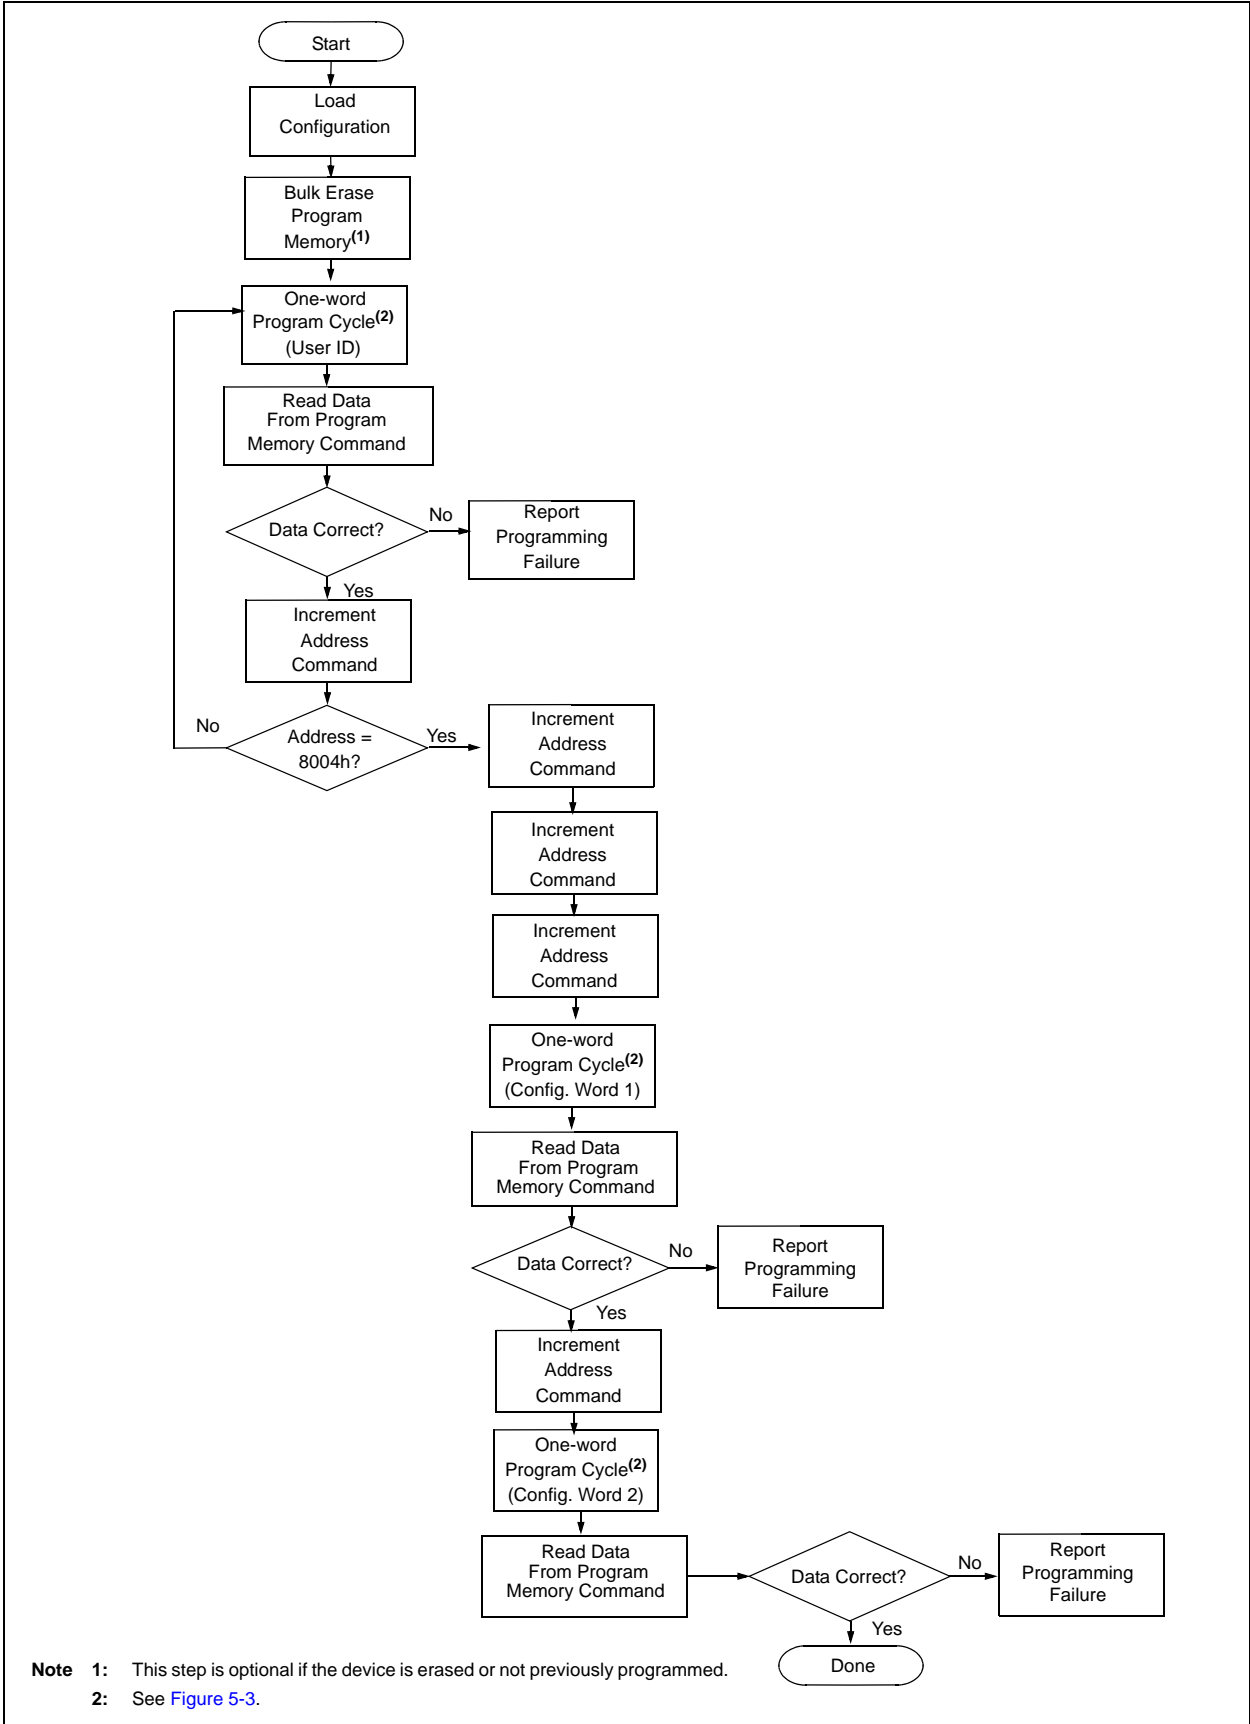 Start
Load
Configuration
Bulk Erase
Program
Memory(1)
One-word
Program Cycle(2)
(User ID)
Read Data
From Program
Memory Command
Data Correct?
No
Report
Programming
Failure
Yes
Increment
Address
Command
No
Address =
8004h?
Yes
Increment
Address
Command
Increment
Address
Command
Increment
Address
Command
One-word
Program Cycle(2)
(Config. Word 1)
Read Data
From Program
Memory Command
Data Correct?
No
Report
Programming
Failure
Yes
Increment
Address
Command
One-word
Program Cycle(2)
(Config. Word 2)
Read Data
From Program
Memory Command
Data Correct?
No
Report
Programming
Failure
Yes
Done
Note 1: This step is optional if the device is erased or not previously programmed.
2: See Figure 5-3.